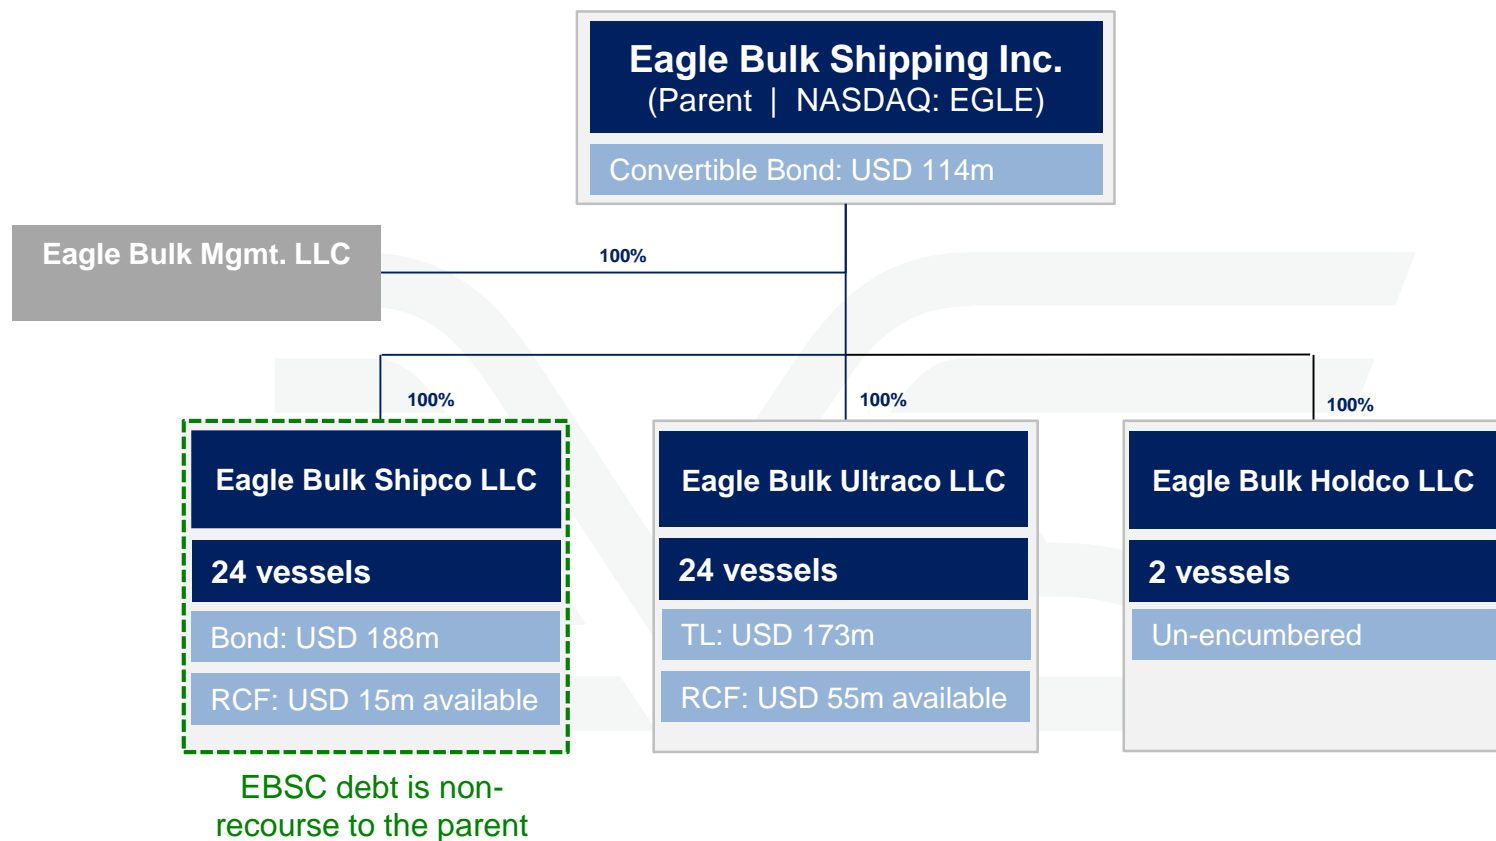 Eagle Bulk Shipping Inc.
(Parent | NASDAQ: EGLE)
Convertible Bond: USD 114m
Eagle Bulk Mgmt. LLC
100%
100%
100%
100%
Eagle Bulk Shipco LLC
24 vessels
Bond: USD 188m
RCF: USD 15m available
EBSC debt is non-
recourse to the parent
Eagle Bulk Ultraco LLC
24 vessels
TL: USD 173m
RCF: USD 55m available
Eagle Bulk Holdco LLC
2 vessels
Un-encumbered